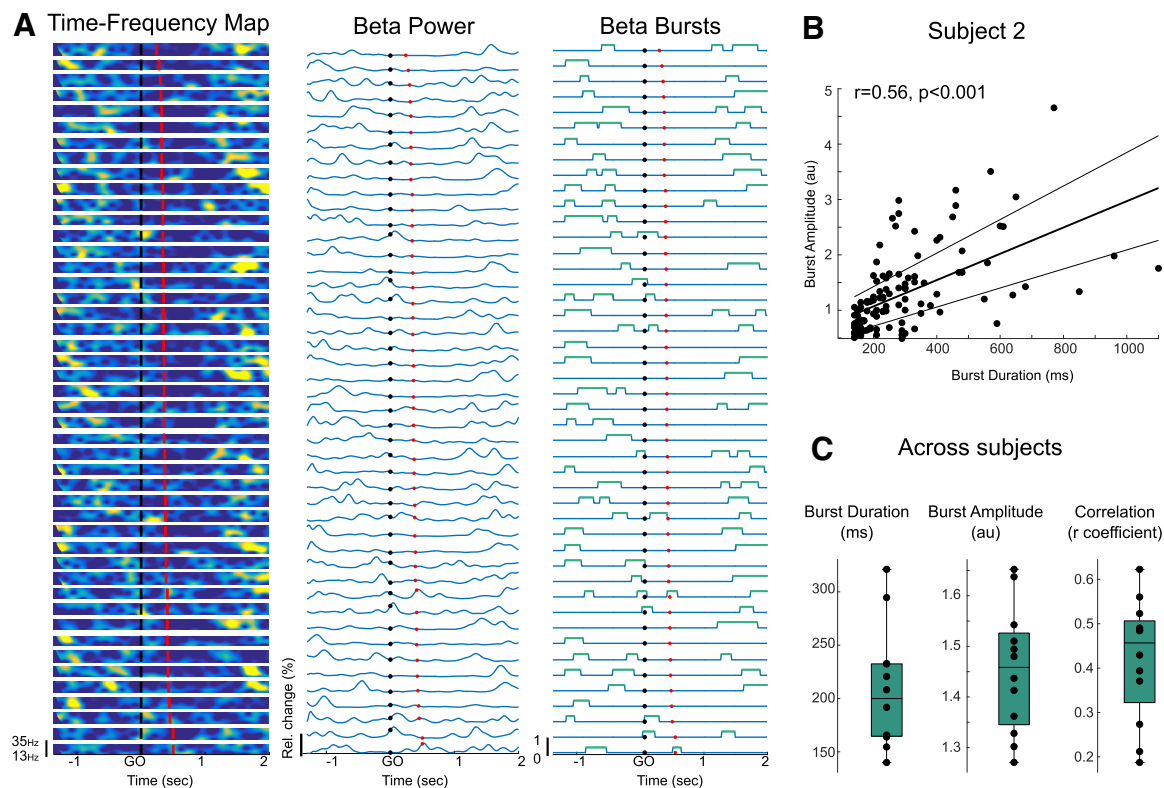 A
Time-Frequency Map
Beta Power
Beta Bursts
35Hz
13Hz
-1 GO 1 2
Time (sec)
Rel. change (%)
-1 GO 1 2
Time (sec)
1
0
-1 GO 1 2
Time (sec)
B
Subject 2
r=0.56, p<0.001
Burst Amplitude (au)
5
4
3
2
1
200 400 600 800 1000
Burst Duration (ms)
C
Across subjects
Burst Duration
(ms)
300
250
200
150
Burst Amplitude
(au)
1.6
1.5
1.4
1.3
Correlation
(r coefficient)
0.6
0.5
0.4
0.3
0.2